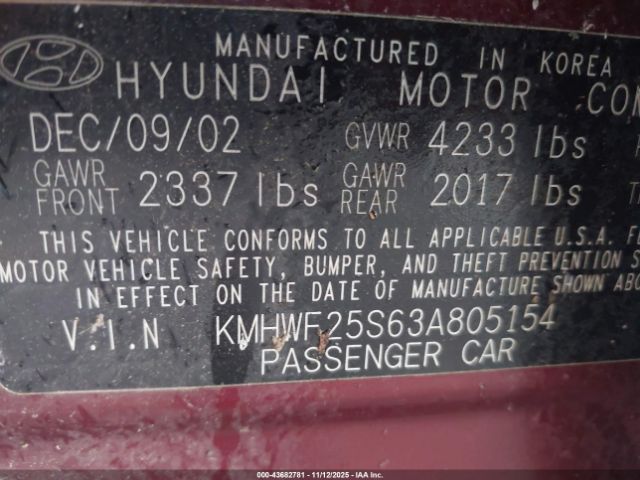 MANUFACTURED IN KOREA
HYUNDAI MOTOR
DEC/09/02 GVWR 4233 lbs
GAWR FRONT 2337 lbs GAWR REAR 2017 lbs
THIS VEHICLE CONFORMS TO ALL APPLICABLE U.S.A.
MOTOR VEHICLE SAFETY, BUMPER, AND THEFT PREVENTION
IN EFFECT ON THE DATE OF MANUFACTURE SHOWN
V.I.N KMHWF25S63A805154
PASSENGER CAR
000-43682781 - 11/12/2025 - IAA Inc.